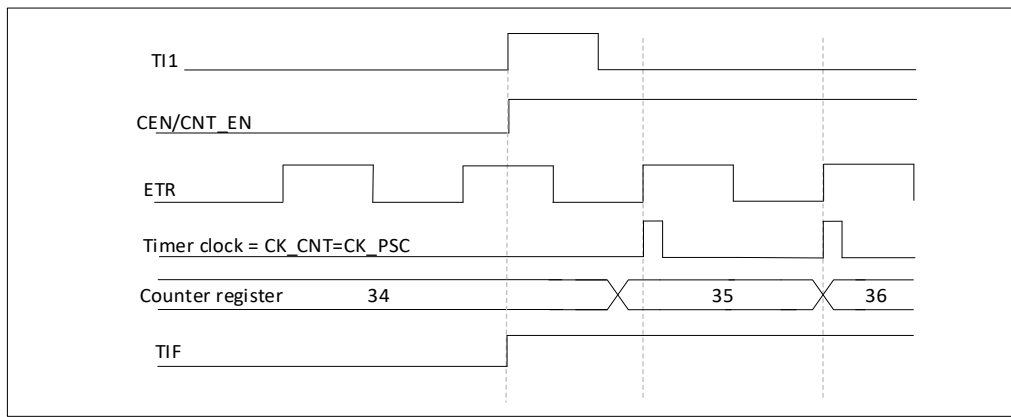 TI1
CEN/CNT_EN
ETR
Timer clock = CK_CNT=CK_PSC
Counter register 34 35 36
TIF